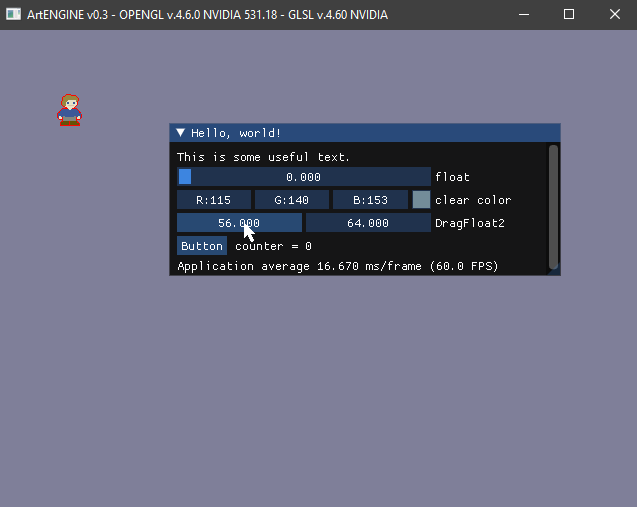 ArtENGINE v0.3 - OPENGL v.4.6.0 NVIDIA 531.18 - GLSL v.4.60 NVIDIA
Hello, world!
This is some useful text.
0.000 float
R:115 G:140 B:153 clear color
56.000 64.000 DragFloat2
Button counter = 0
Application average 16.670 ms/frame (60.0 FPS)